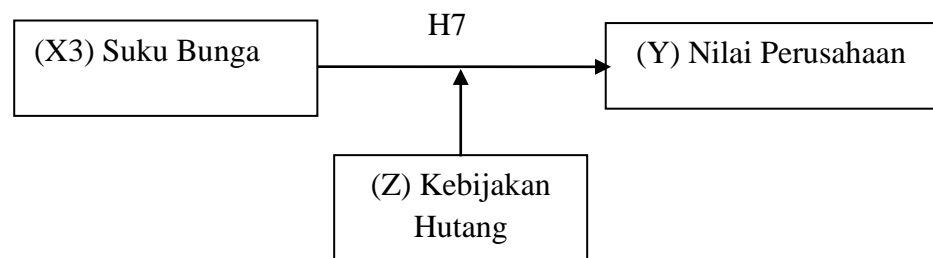 H7
(X3) Suku Bunga
(Y) Nilai Perusahaan
(Z) Kebijakan
Hutang